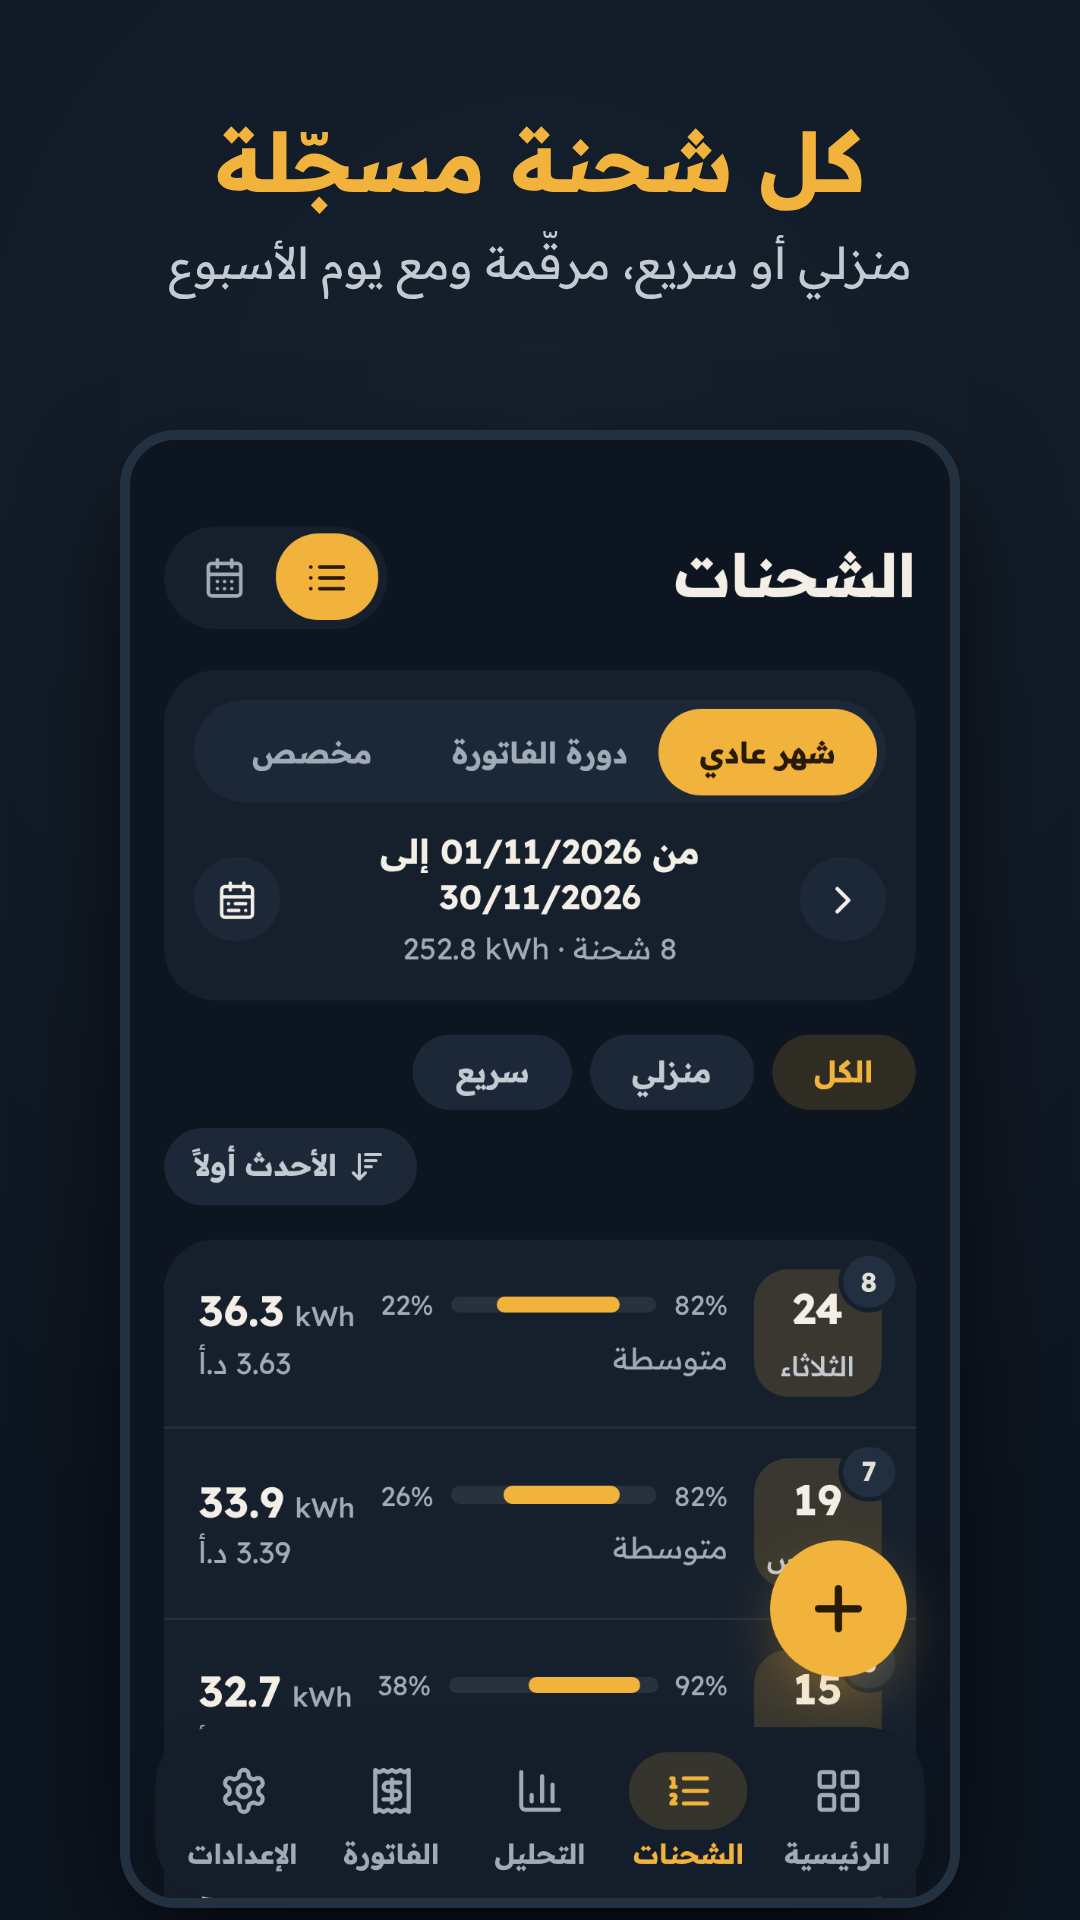 كل شحنة مسجّلة
منزلي أو سريع، مرقّمة ومع يوم الأسبوع
الشحنات
شهر عادي
دورة الفاتورة
مخصص
من 01/11/2026 إلى
30/11/2026
8 شحنة · 252.8 kWh
الكل
منزلي
سريع
الأحدث أولاً
8
24
الثلاثاء
82%
22%
36.3 kWh
متوسطة
3.63 د.أ
7
19
82%
26%
33.9 kWh
متوسطة
3.39 د.أ
15
92%
38%
32.7 kWh
الرئيسية
الشحنات
التحليل
الفاتورة
الإعدادات